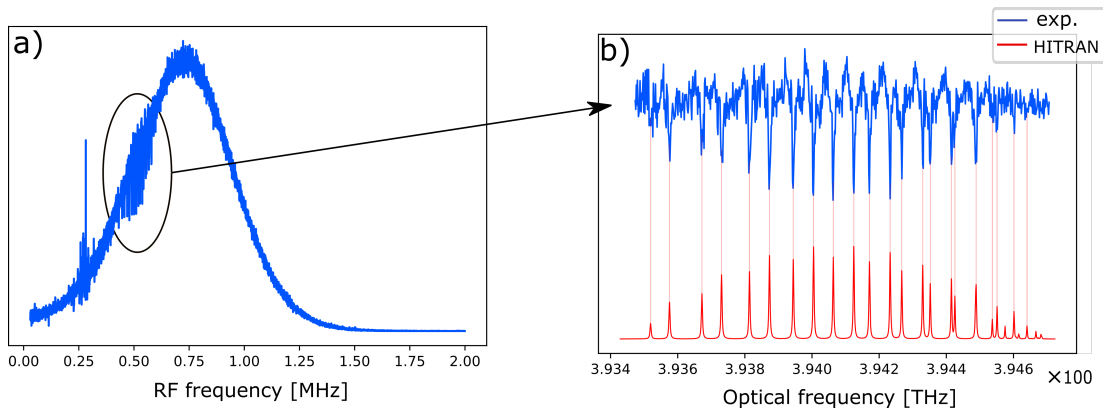 a)
0.00 0.25 0.50 0.75 1.00 1.25 1.50 1.75 2.00
RF frequency [MHz]
b)
exp.
HITRAN
3.934 3.936 3.938 3.940 3.942 3.944 3.946
×100
Optical frequency [THz]